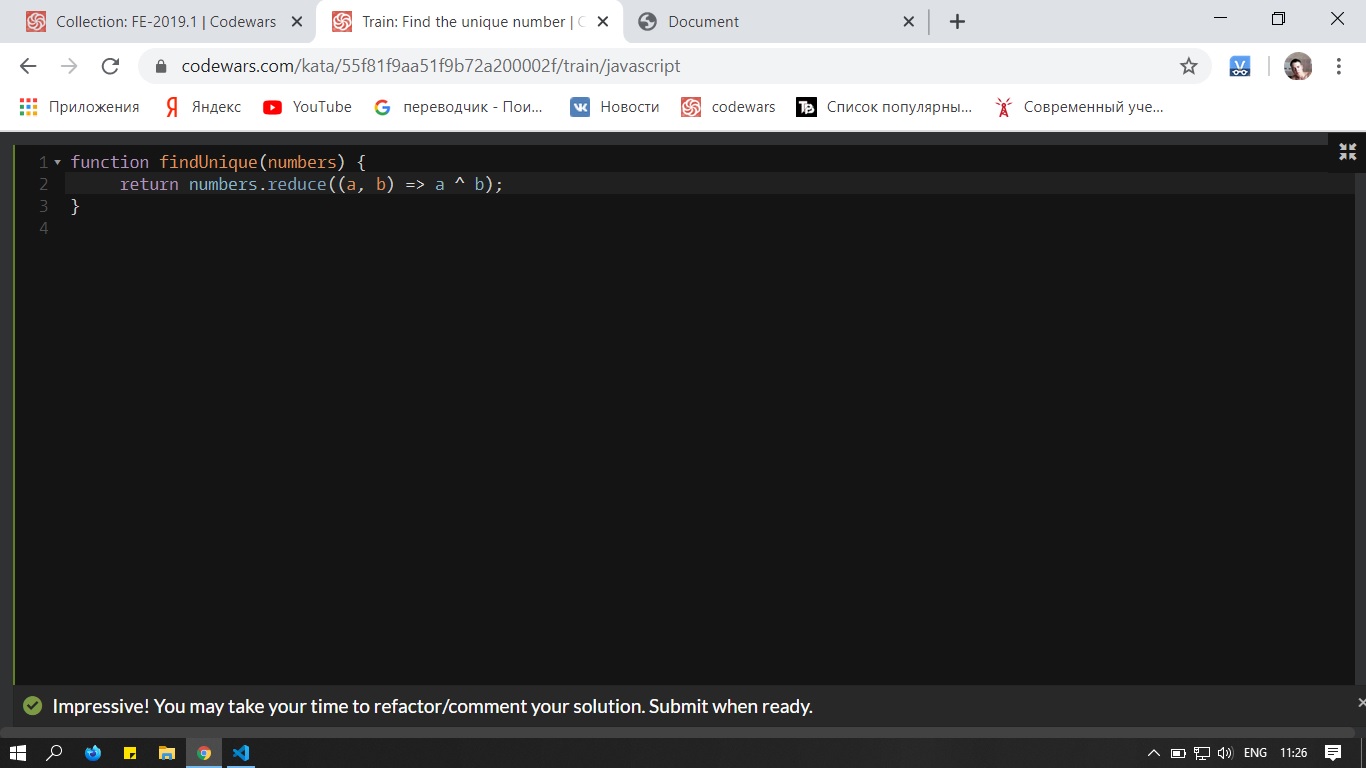 Collection: FE-2019.1 | Codewars
Train: Find the unique number |
Document
codewars.com/kata/55f81f9aa51f9b72a200002f/train/javascript
Приложения Яндекс YouTube переводчик - Пои... Новости codewars Список популярны... Современный уче...
1 function findUnique(numbers) {
2 return numbers.reduce((a, b) => a ^ b);
3 }
4
Impressive! You may take your time to refactor/comment your solution. Submit when ready.
ENG 11:26